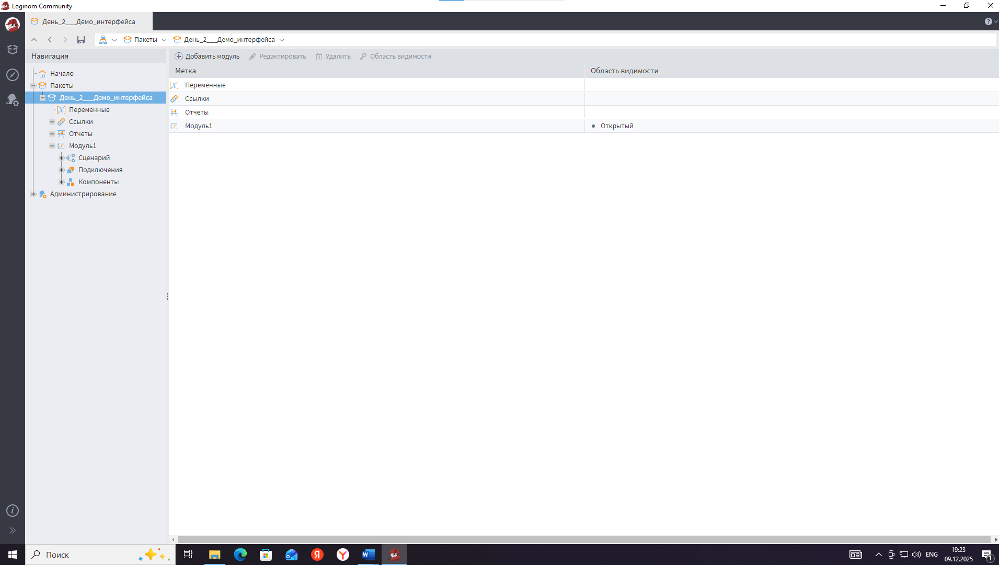 Loginom Community
День_2___Демо_интерфейса
Пакеты
День_2___Демо_интерфейса
Навигация
Добавить модуль
Редактировать
Удалить
Область видимости
Метка
Область видимости
Начало
Пакеты
День_2___Демо_интерфейса
Переменные
Ссылки
Отчеты
Модуль1
Сценарий
Подключения
Компоненты
Администрирование
Переменные
Ссылки
Отчеты
Модуль1
Открытый
Поиск
ENG
19:23
09.12.2025
1